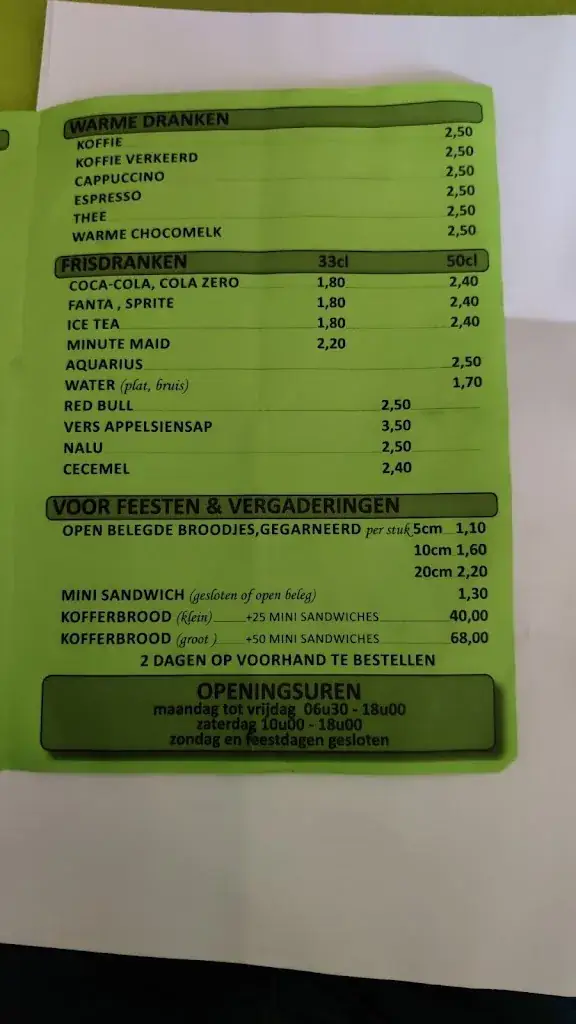 WARME DRANKEN
KOFFIE 2,50
KOFFIE VERKEERD 2,50
CAPPUCCINO 2,50
ESPRESSO 2,50
THEE 2,50
WARME CHOCOMELK 2,50
FRISDRANKEN 33cl 50cl
COCA-COLA, COLA ZERO 1,80 2,40
FANTA , SPRITE 1,80 2,40
ICE TEA 1,80 2,40
MINUTE MAID 2,20
AQUARIUS 2,50
WATER (plat, bruis) 1,70
RED BULL 2,50
VERS APPELSIENSAP 3,50
NALU 2,50
CECEMEL 2,40
VOOR FEESTEN & VERGADERINGEN
OPEN BELEGDE BROODJES,GEGARNEERD per stuk 5cm 1,10
10cm 1,60
20cm 2,20
MINI SANDWICH (gesloten of open beleg) 1,30
KOFFERBROOD (klein) +25 MINI SANDWICHES 40,00
KOFFERBROOD (groot ) +50 MINI SANDWICHES 68,00
2 DAGEN OP VOORHAND TE BESTELLEN
OPENINGSUREN
maandag tot vrijdag 06u30 - 18u00
zaterdag 10u00 - 18u00
zondag en feestdagen gesloten